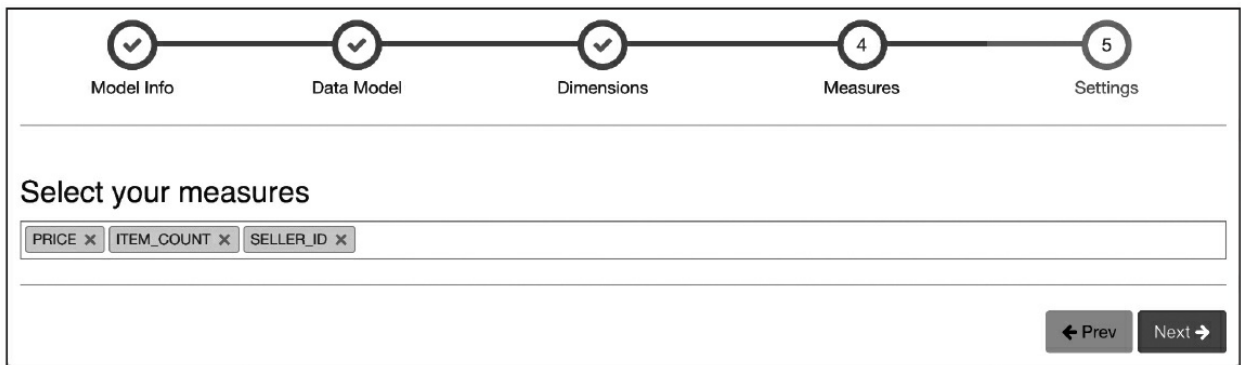 4 5
Model Info Data Model Dimensions Measures Settings
Select your measures
PRICE × ITEM_COUNT × SELLER_ID ×
← Prev Next →